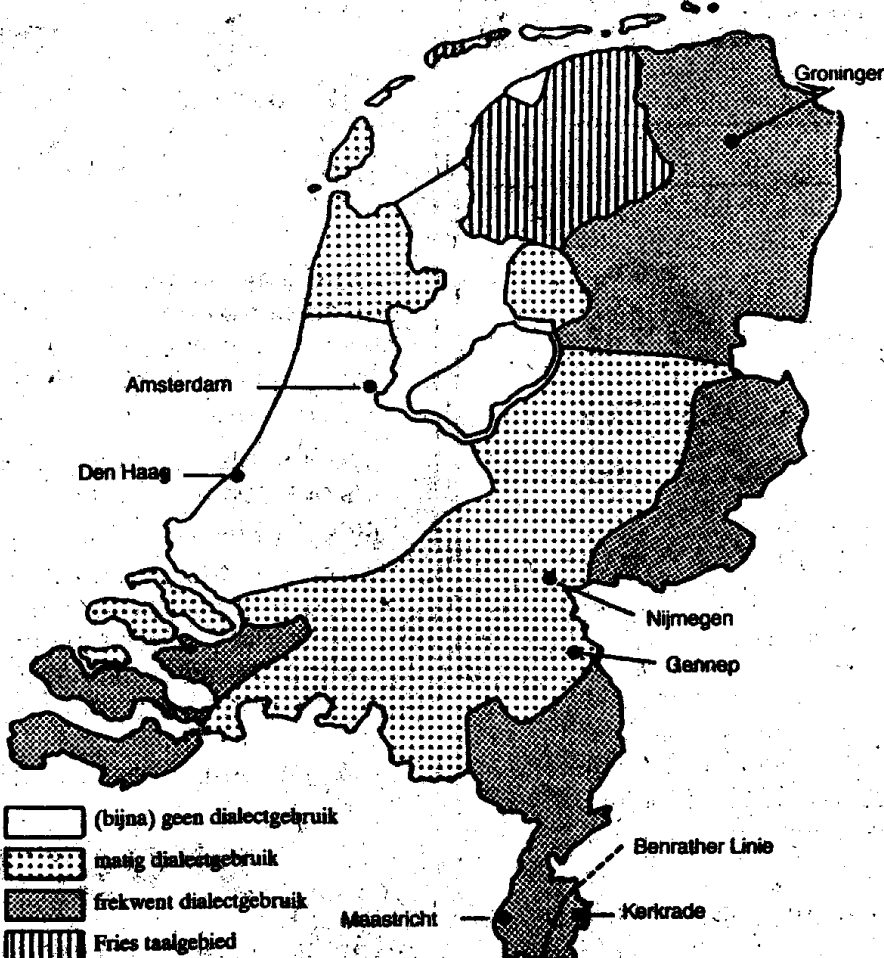 Groninger
Amsterdam
Den Haag
Nijmegen
Gennep
(bijna) geen dialectgebruik
matig dialectgebruik
frekwent dialectgebruik
Fries taalgebied
Benrather Linie
Maastricht
Kerkrade